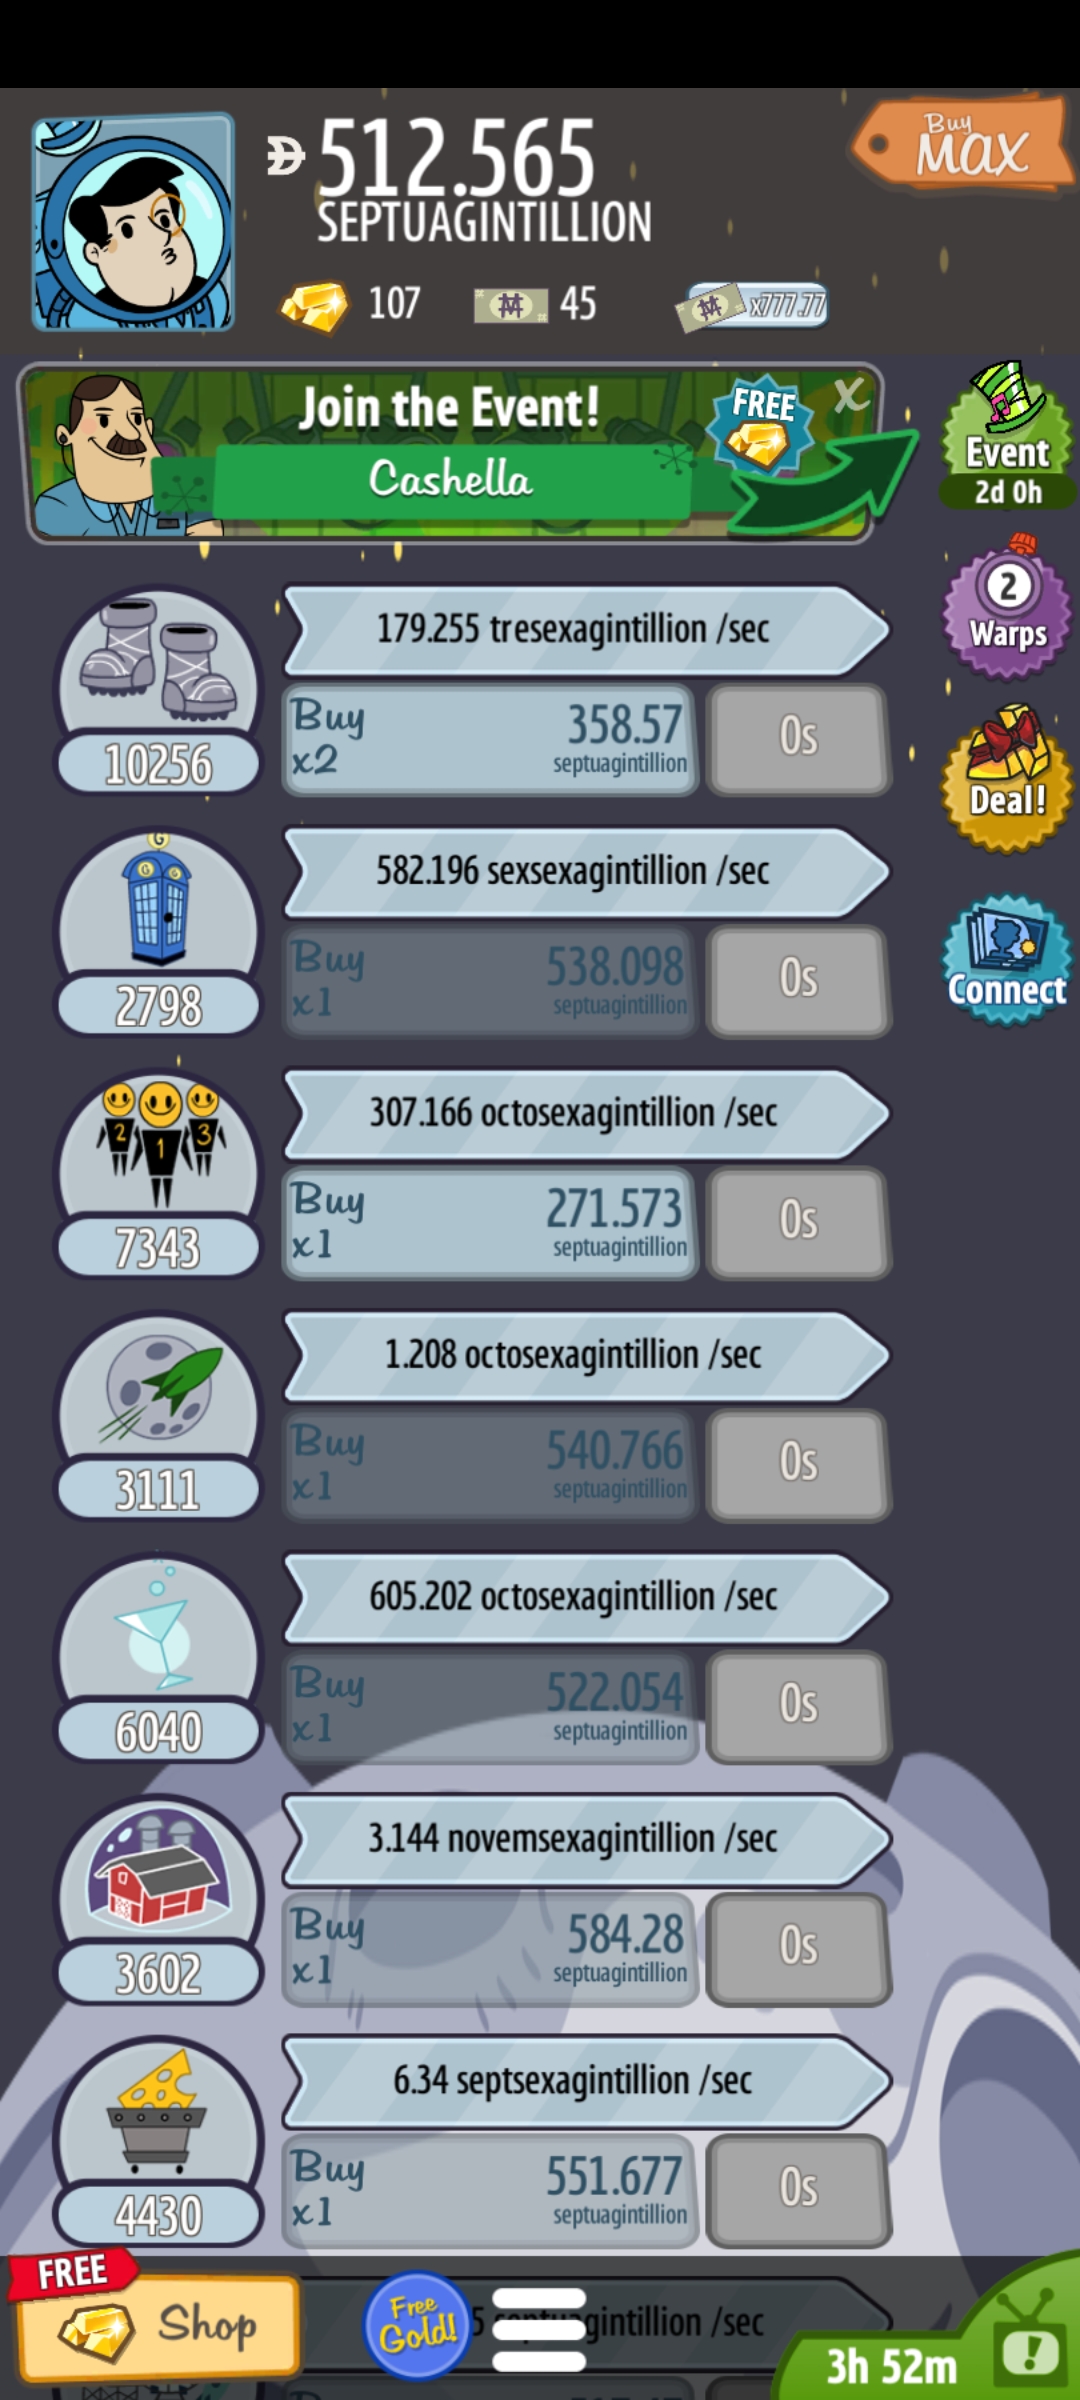 512.565
SEPTUAGINTILLION
Buy
MAX
107
45
x777.77
Join the Event!
Cashella
FREE
X
Event
2d 0h
2
Warps
Deal!
Connect
179.255 tresexagintillion /sec
Buy
x2
358.57
septuagintillion
0s
10256
G
G G
582.196 sexsexagintillion /sec
Buy
x1
538.098
septuagintillion
0s
2798
2 1 3
307.166 octosexagintillion /sec
Buy
x1
271.573
septuagintillion
0s
7343
1.208 octosexagintillion /sec
Buy
x1
540.766
septuagintillion
0s
3111
605.202 octosexagintillion /sec
Buy
x1
522.054
septuagintillion
0s
6040
3.144 novemsexagintillion /sec
Buy
x1
584.28
septuagintillion
0s
3602
6.34 septsexagintillion /sec
Buy
x1
551.677
septuagintillion
0s
4430
FREE
Shop
Free
Gold!
5 septuagintillion /sec
3h 52m
!